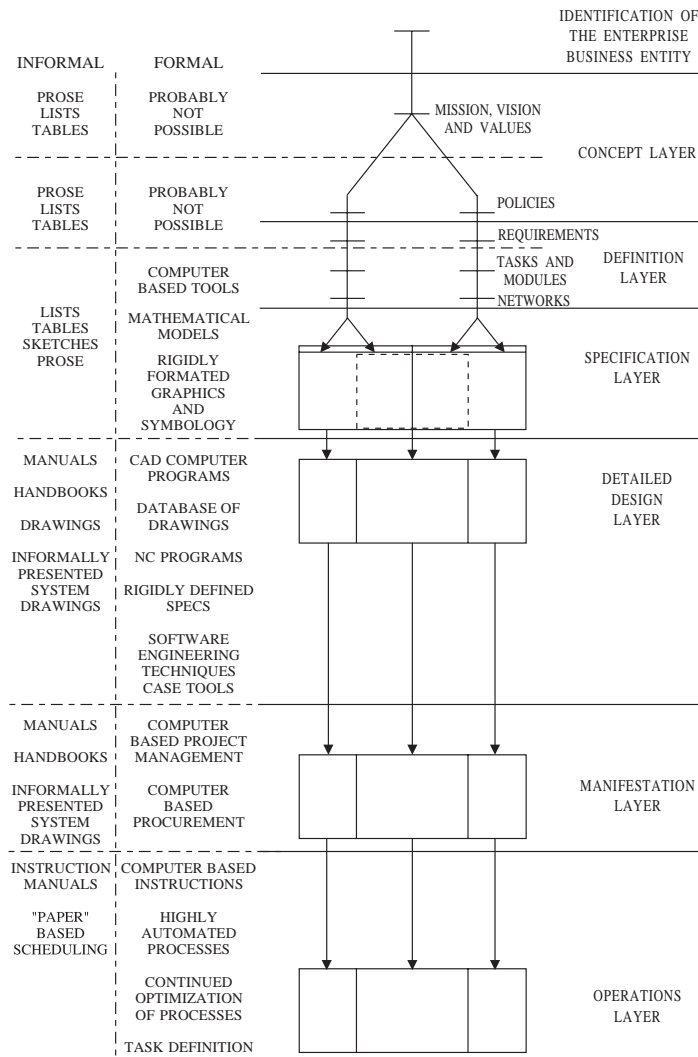 IDENTIFICATION OF
THE ENTERPRISE
BUSINESS ENTITY
INFORMAL
FORMAL
PROSE
LISTS
TABLES
PROBABLY
NOT
POSSIBLE
MISSION, VISION
AND VALUES
CONCEPT LAYER
PROSE
LISTS
TABLES
PROBABLY
NOT
POSSIBLE
POLICIES
REQUIREMENTS
COMPUTER
BASED TOOLS
TASKS AND
MODULES
NETWORKS
DEFINITION
LAYER
LISTS
TABLES
SKETCHES
PROSE
MATHEMATICAL
MODELS
RIGIDLY
FORMATED
GRAPHICS
AND
SYMBOLOGY
SPECIFICATION
LAYER
MANUALS
HANDBOOKS
DRAWINGS
INFORMALLY
PRESENTED
SYSTEM
DRAWINGS
CAD COMPUTER
PROGRAMS
DATABASE OF
DRAWINGS
NC PROGRAMS
RIGIDLY DEFINED
SPECS
SOFTWARE
ENGINEERING
TECHNIQUES
CASE TOOLS
DETAILED
DESIGN
LAYER
MANUALS
HANDBOOKS
INFORMALLY
PRESENTED
SYSTEM
DRAWINGS
COMPUTER
BASED PROJECT
MANAGEMENT
COMPUTER
BASED
PROCUREMENT
MANIFESTATION
LAYER
INSTRUCTION
MANUALS
"PAPER"
BASED
SCHEDULING
COMPUTER BASED
INSTRUCTIONS
HIGHLY
AUTOMATED
PROCESSES
CONTINUED
OPTIMIZATION
OF PROCESSES
TASK DEFINITION
OPERATIONS
LAYER